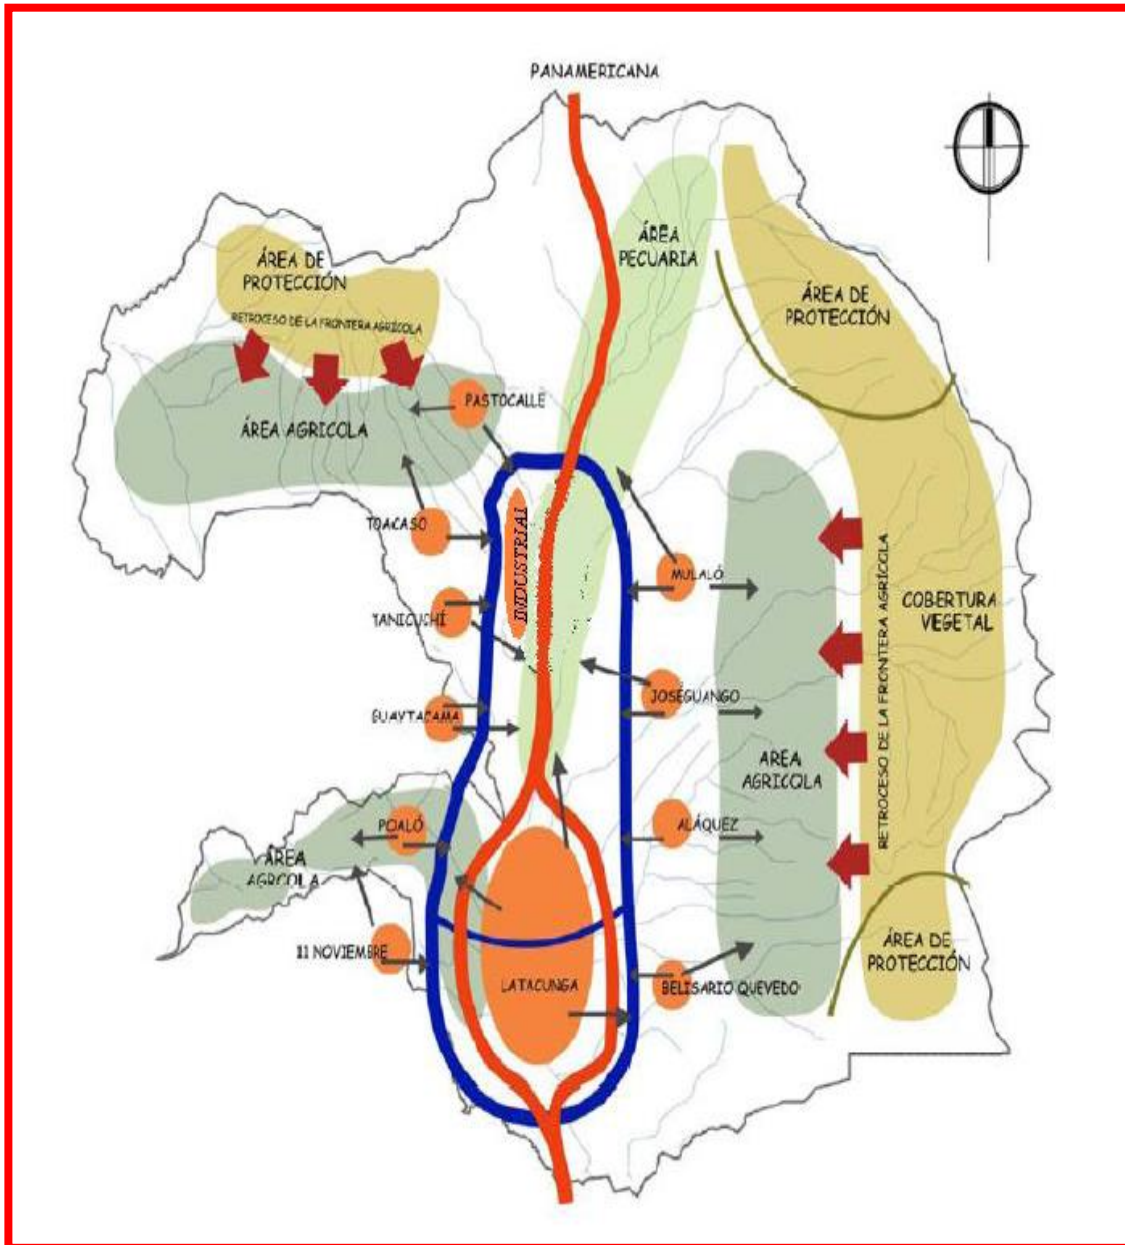 PANAMERICANA
ÁREA
PECUARIA
ÁREA DE
PROTECCIÓN
RETROCESO DE LA FRONTERA AGRÍCOLA
ÁREA DE
PROTECCIÓN
PASTOCALLE
ÁREA AGRICOLA
TOACASO
INDUSTRIAL
MULALÓ
RETROCESO DE LA FRONTERA AGRÍCOLA
COBERTURA
VEGETAL
TANICUCHÍ
JOSÉGUANGO
GUAYTACAMA
AREA
AGRICOLA
POALÓ
ALÁQUEZ
ÁREA
AGRCOLA
11 NOVIEMBRE
LATACUNGA
BELISARIO QUEVEDO
ÁREA DE
PROTECCIÓN